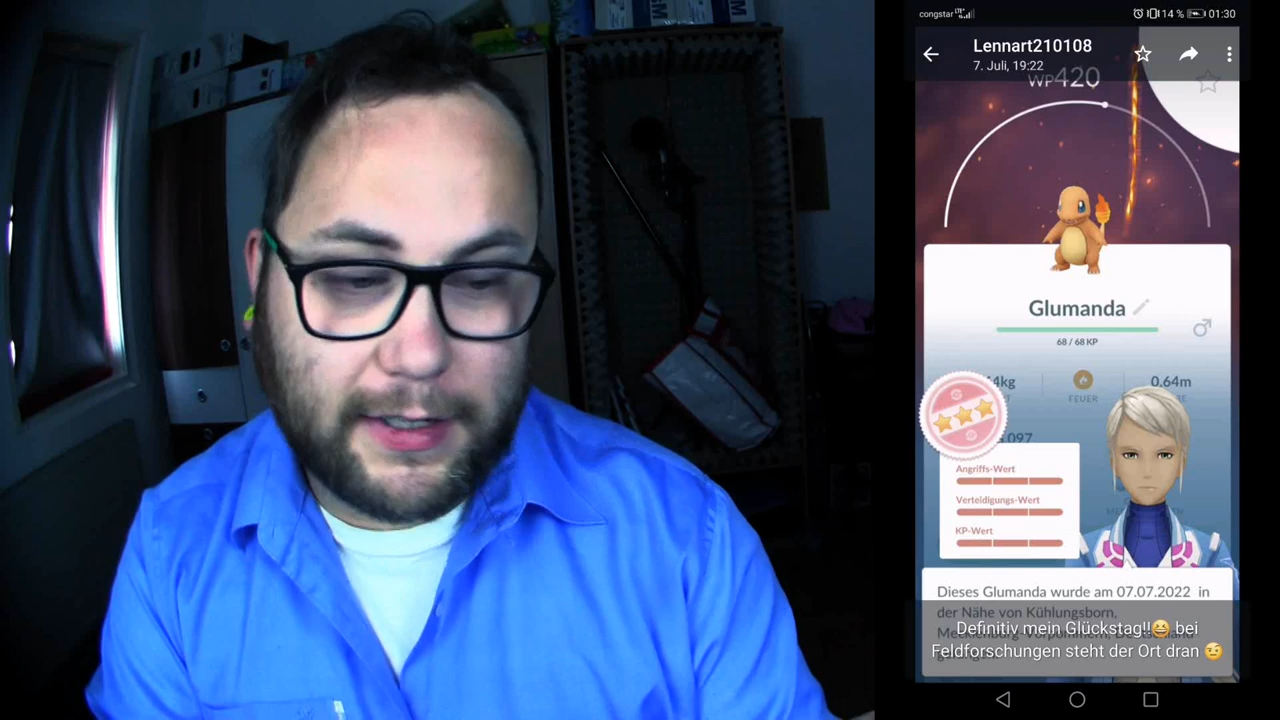 congstar
14 %
01:30
Lennart210108
7. Juli, 19:22
WP420
Glumanda
68 / 68 KP
4kg
FEUER
0.64m
097
Angriffs-Wert
Verteidigungs-Wert
KP-Wert
Dieses Glumanda wurde am 07.07.2022 in
der Nähe von Kühlungsborn,
Definitiv mein Glückstag!!😆 bei
Feldforschungen steht der Ort dran 😉